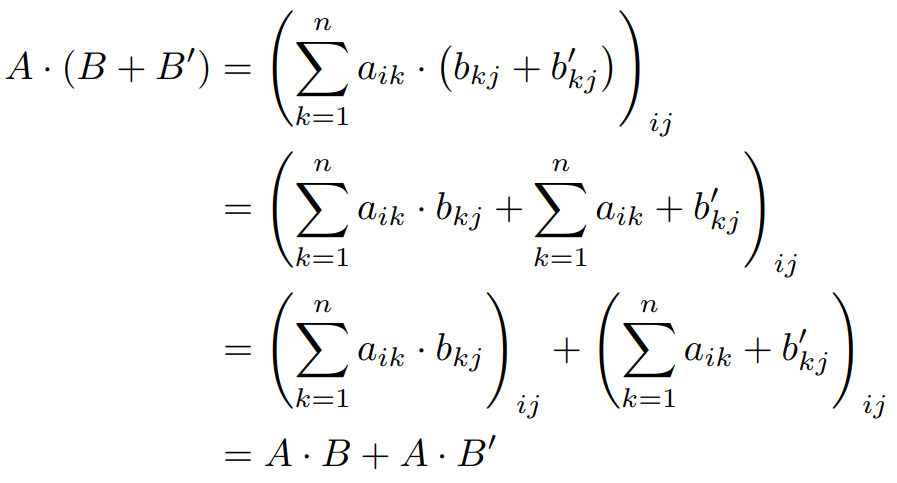 A · (B + B′) = (∑_{k=1}^{n} a_{ik} · (b_{kj} + b′_{kj}))_{ij}
= (∑_{k=1}^{n} a_{ik} · b_{kj} + ∑_{k=1}^{n} a_{ik} + b′_{kj})_{ij}
= (∑_{k=1}^{n} a_{ik} · b_{kj})_{ij} + (∑_{k=1}^{n} a_{ik} + b′_{kj})_{ij}
= A · B + A · B′